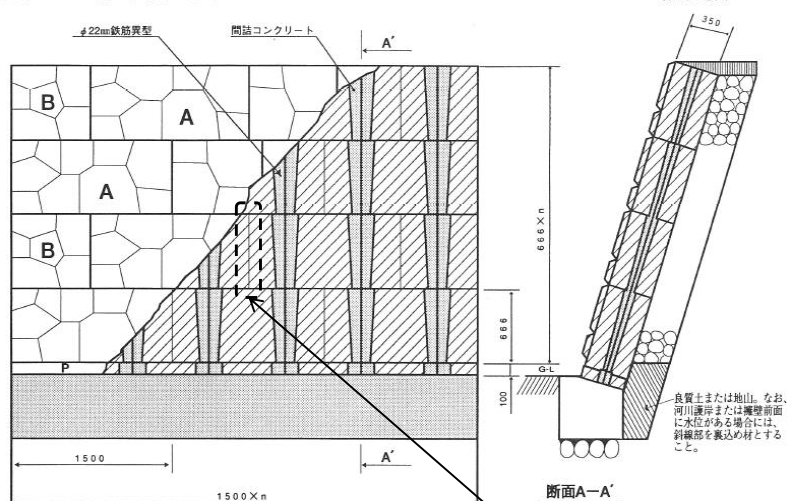 φ22㎜鉄筋異型
間詰コンクリート
A′
350
B
A
A
B
666×n
666
P
G-L
100
良質土または地山。なお、
河川護岸または擁壁前面
に水位がある場合には、
斜線部を裏込め材とする
こと。
1500
A′
1500×n
断面A－A′